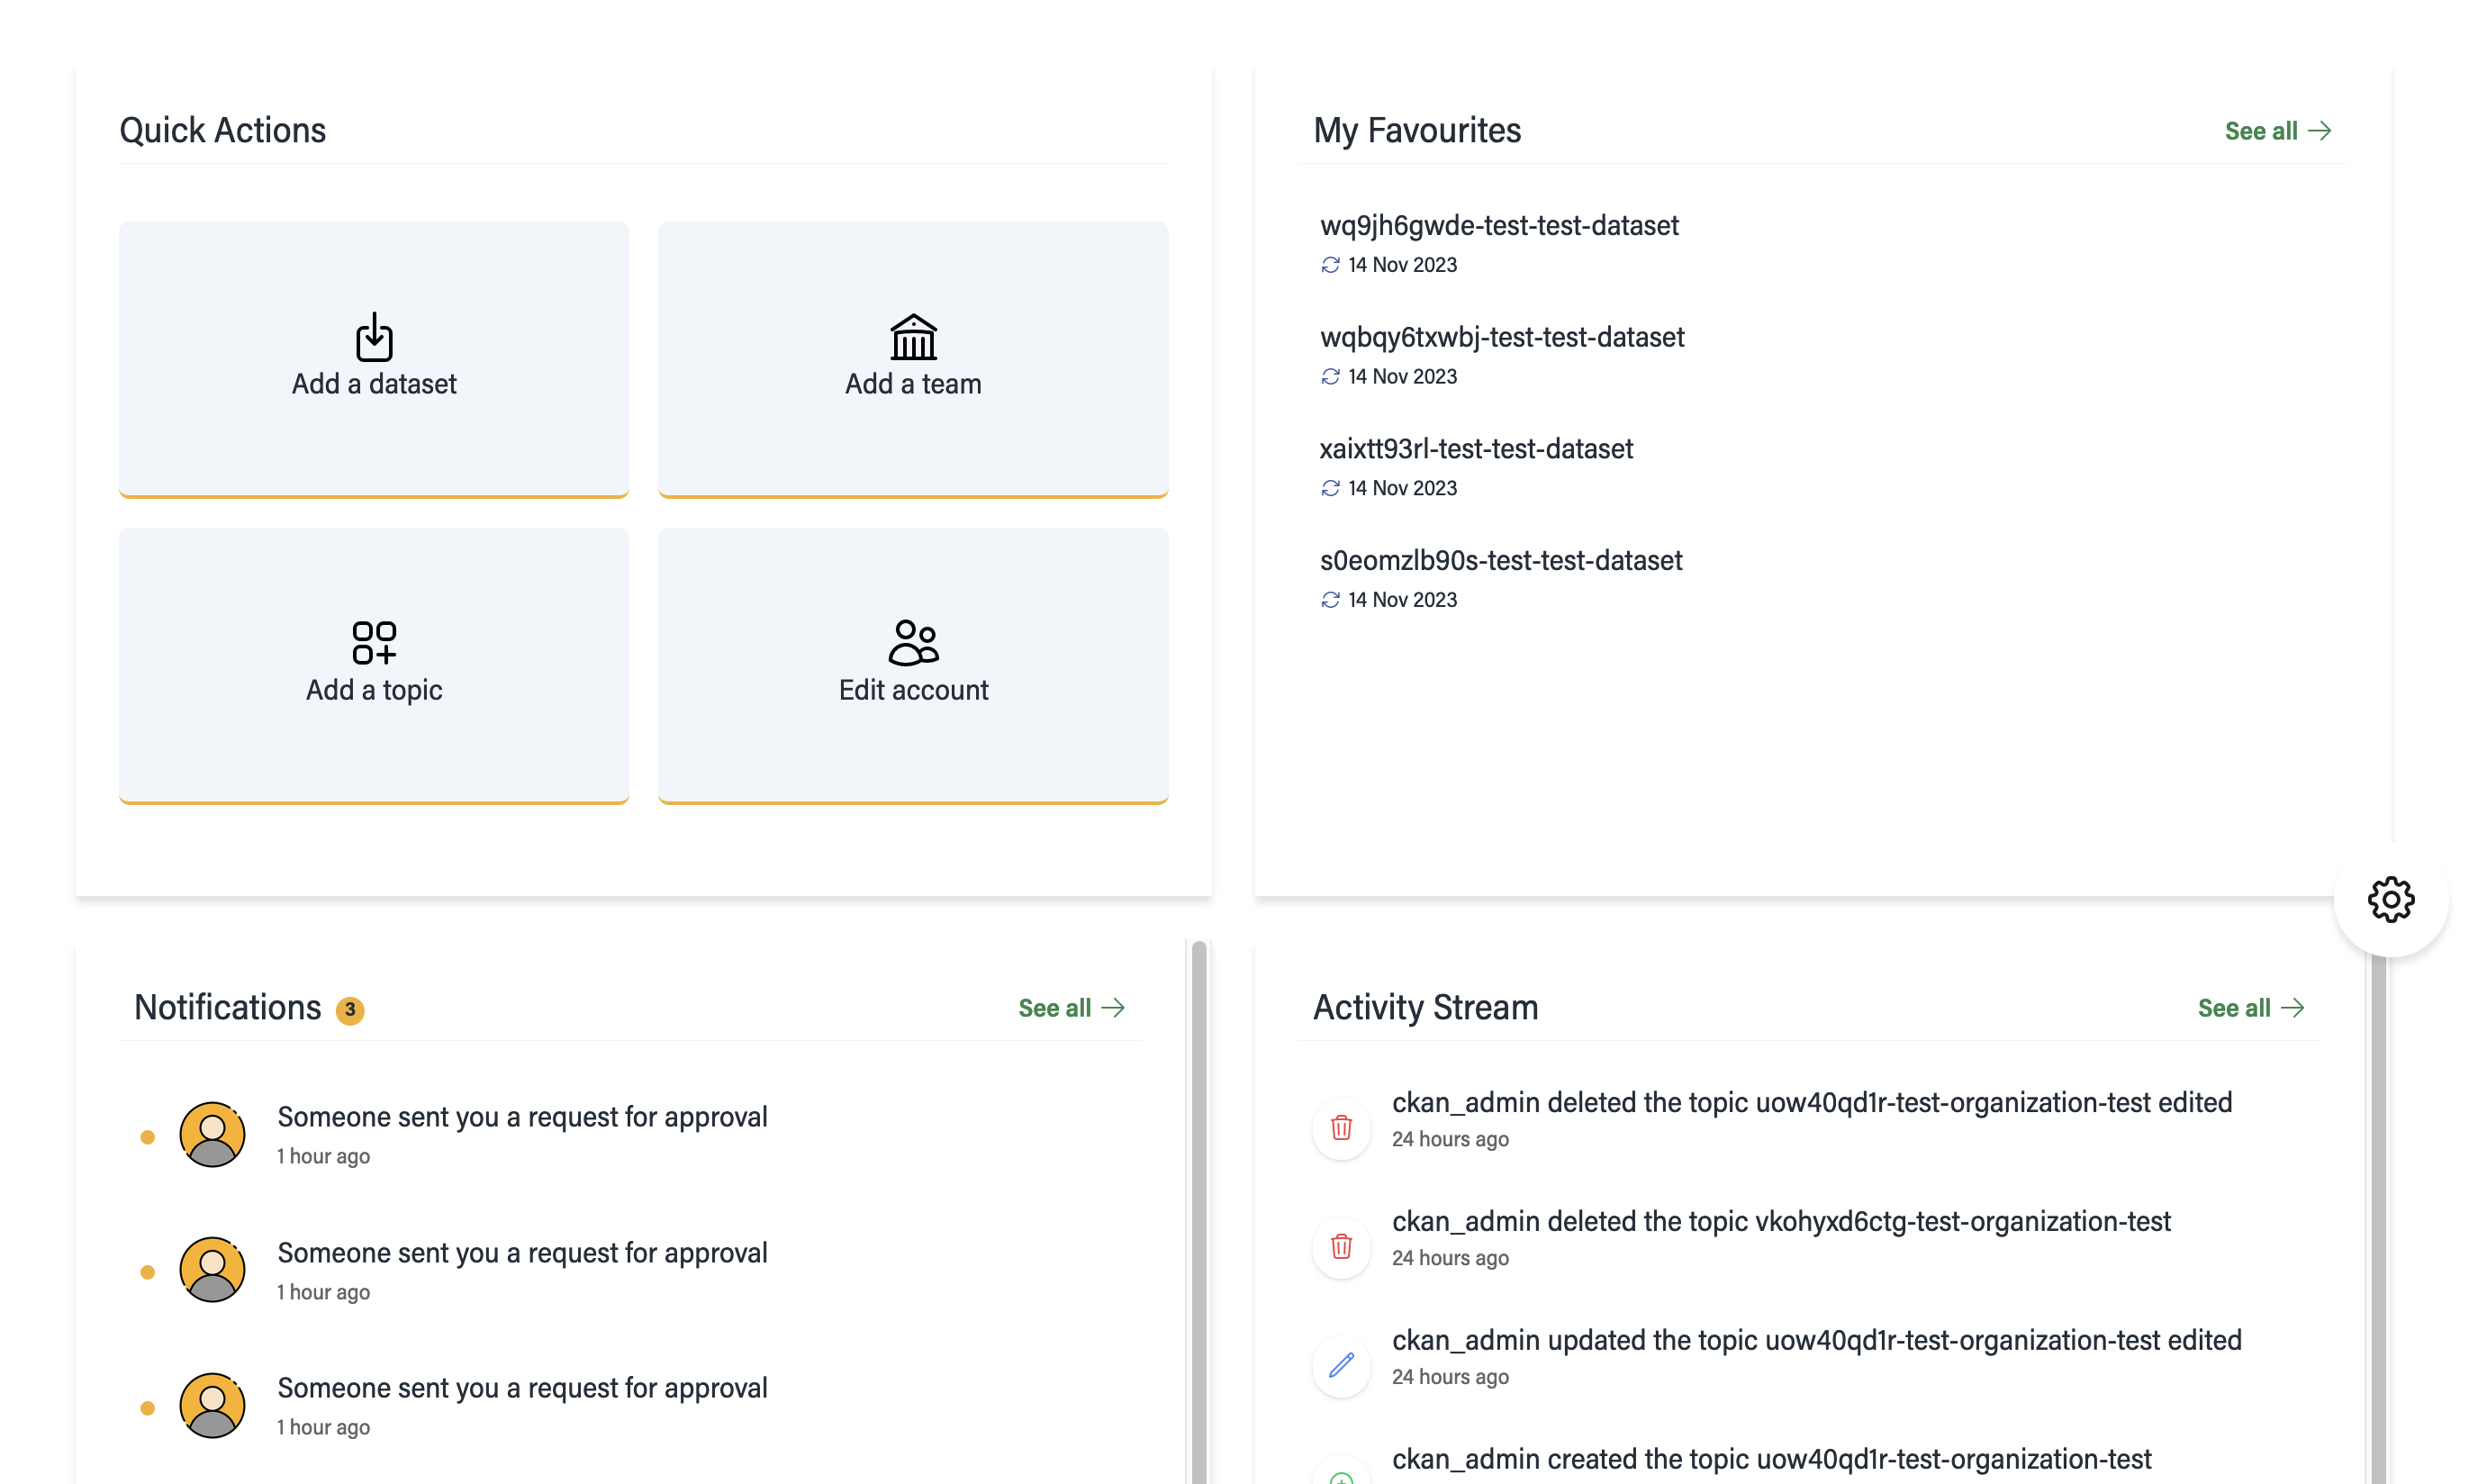 Quick Actions
Add a dataset
Add a team
Add a topic
Edit account
My Favourites
See all
wq9jh6gwde-test-test-dataset
14 Nov 2023
wqbqy6txwbj-test-test-dataset
14 Nov 2023
xaixtt93rl-test-test-dataset
14 Nov 2023
s0eomzlb90s-test-test-dataset
14 Nov 2023
Notifications 3
See all
Someone sent you a request for approval
1 hour ago
Someone sent you a request for approval
1 hour ago
Someone sent you a request for approval
1 hour ago
Activity Stream
See all
ckan_admin deleted the topic uow40qd1r-test-organization-test edited
24 hours ago
ckan_admin deleted the topic vkohyxd6ctg-test-organization-test
24 hours ago
ckan_admin updated the topic uow40qd1r-test-organization-test edited
24 hours ago
ckan_admin created the topic uow40qd1r-test-organization-test